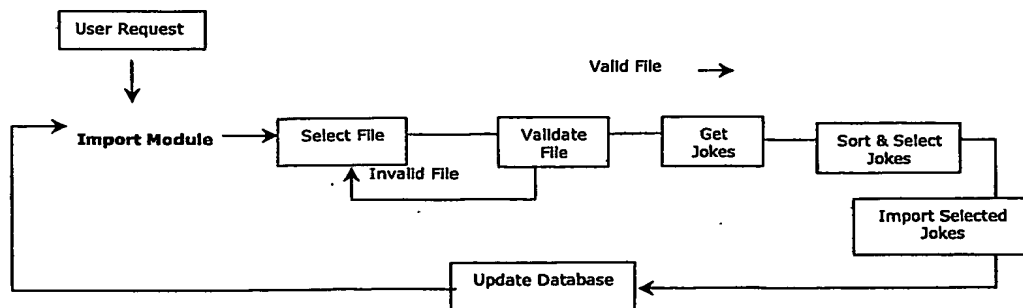 User Request
Valid File
Import Module
Select File
Validate
File
Get
Jokes
Sort & Select
Jokes
Invalid File
Import Selected
Jokes
Update Database